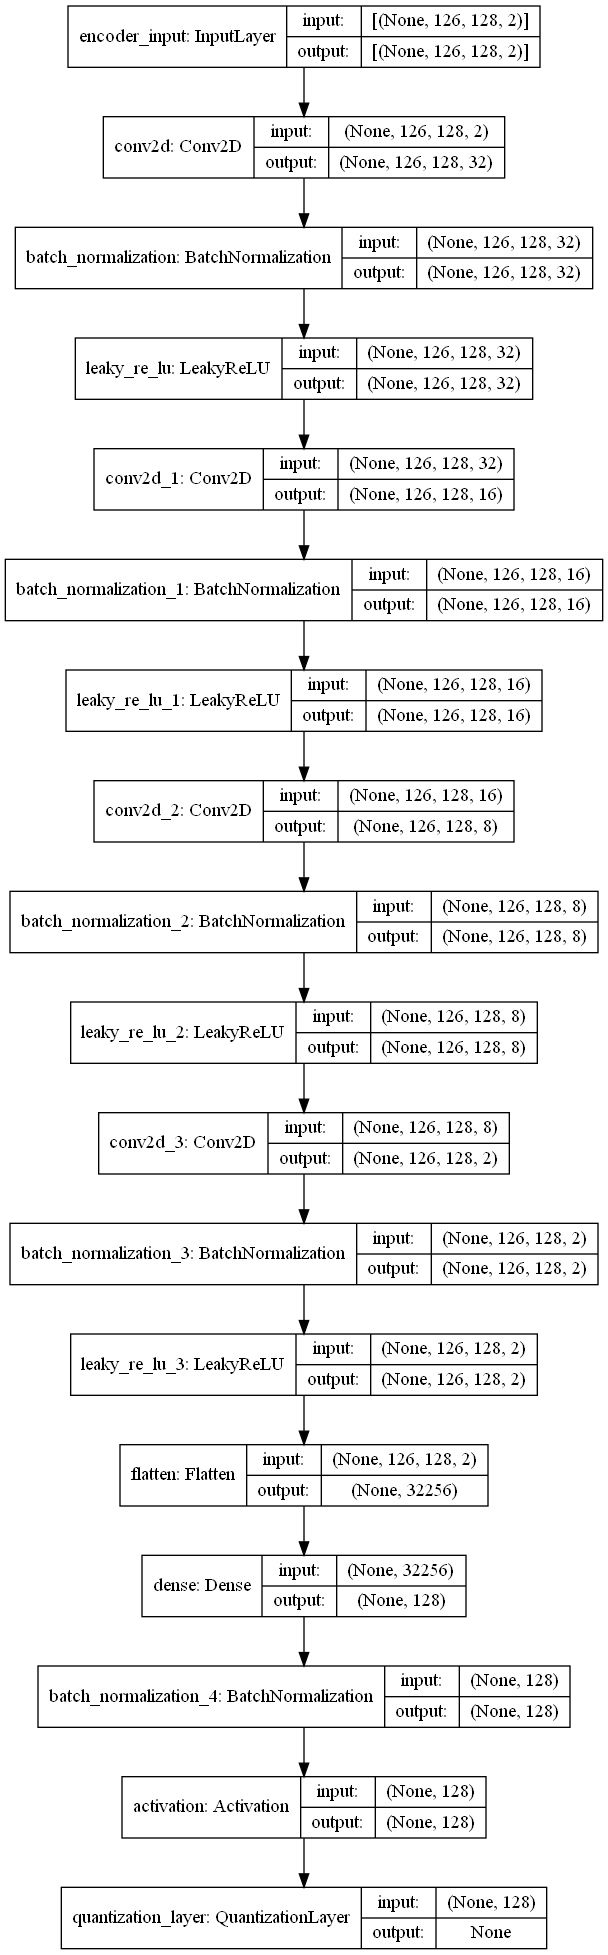 encoder_input: InputLayer
input:
[(None, 126, 128, 2)]
output:
[(None, 126, 128, 2)]
conv2d: Conv2D
input:
(None, 126, 128, 2)
output:
(None, 126, 128, 32)
batch_normalization: BatchNormalization
input:
(None, 126, 128, 32)
output:
(None, 126, 128, 32)
leaky_re_lu: LeakyReLU
input:
(None, 126, 128, 32)
output:
(None, 126, 128, 32)
conv2d_1: Conv2D
input:
(None, 126, 128, 32)
output:
(None, 126, 128, 16)
batch_normalization_1: BatchNormalization
input:
(None, 126, 128, 16)
output:
(None, 126, 128, 16)
leaky_re_lu_1: LeakyReLU
input:
(None, 126, 128, 16)
output:
(None, 126, 128, 16)
conv2d_2: Conv2D
input:
(None, 126, 128, 16)
output:
(None, 126, 128, 8)
batch_normalization_2: BatchNormalization
input:
(None, 126, 128, 8)
output:
(None, 126, 128, 8)
leaky_re_lu_2: LeakyReLU
input:
(None, 126, 128, 8)
output:
(None, 126, 128, 8)
conv2d_3: Conv2D
input:
(None, 126, 128, 8)
output:
(None, 126, 128, 2)
batch_normalization_3: BatchNormalization
input:
(None, 126, 128, 2)
output:
(None, 126, 128, 2)
leaky_re_lu_3: LeakyReLU
input:
(None, 126, 128, 2)
output:
(None, 126, 128, 2)
flatten: Flatten
input:
(None, 126, 128, 2)
output:
(None, 32256)
dense: Dense
input:
(None, 32256)
output:
(None, 128)
batch_normalization_4: BatchNormalization
input:
(None, 128)
output:
(None, 128)
activation: Activation
input:
(None, 128)
output:
(None, 128)
quantization_layer: QuantizationLayer
input:
(None, 128)
output:
None